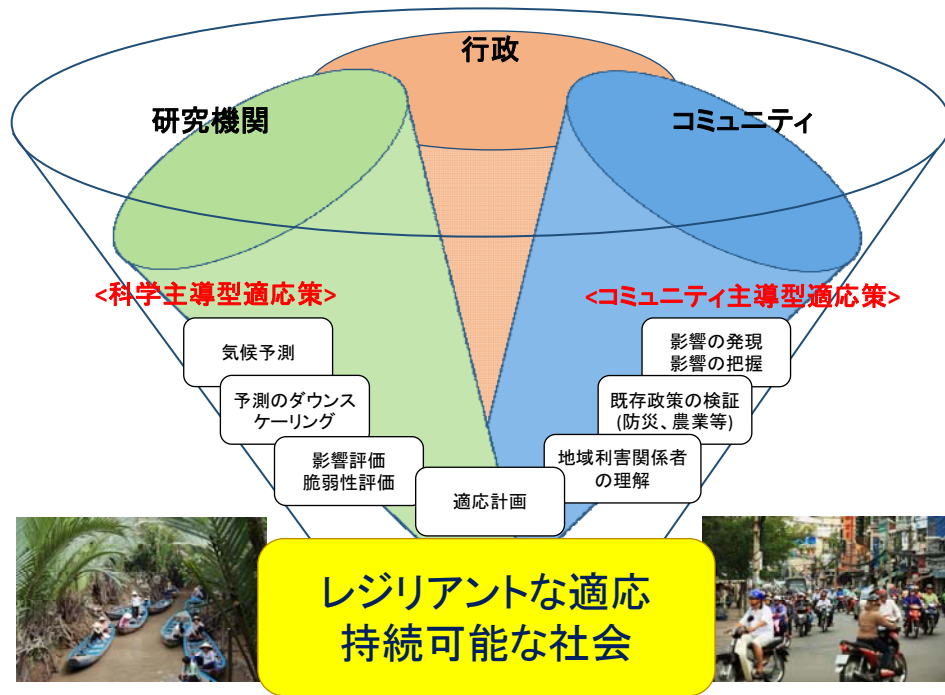 行政
研究機関
コミュニティ
<科学主導型適応策>
<コミュニティ主導型適応策>
気候予測
予測のダウンス
ケーリング
影響評価
脆弱性評価
適応計画
影響の発現
影響の把握
既存政策の検証
(防災、農業等)
地域利害関係者
の理解
レジリアントな適応
持続可能な社会